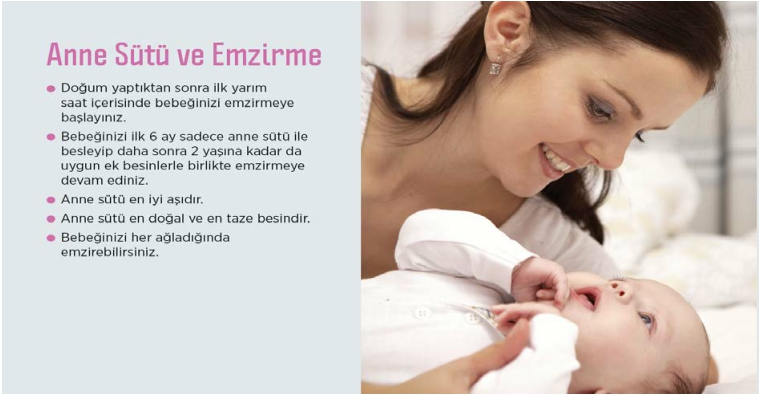 Anne Sütü ve Emzirme
● Doğum yaptıktan sonra ilk yarım
saat içerisinde bebeğinizi emzirmeye
başlayınız.
● Bebeğinizi ilk 6 ay sadece anne sütü ile
besleyip daha sonra 2 yaşına kadar da
uygun ek besinlerle birlikte emzirmeye
devam ediniz.
● Anne sütü en iyi aşıdır.
● Anne sütü en doğal ve en taze besindir.
● Bebeğinizi her ağladığında
emzirebilirsiniz.